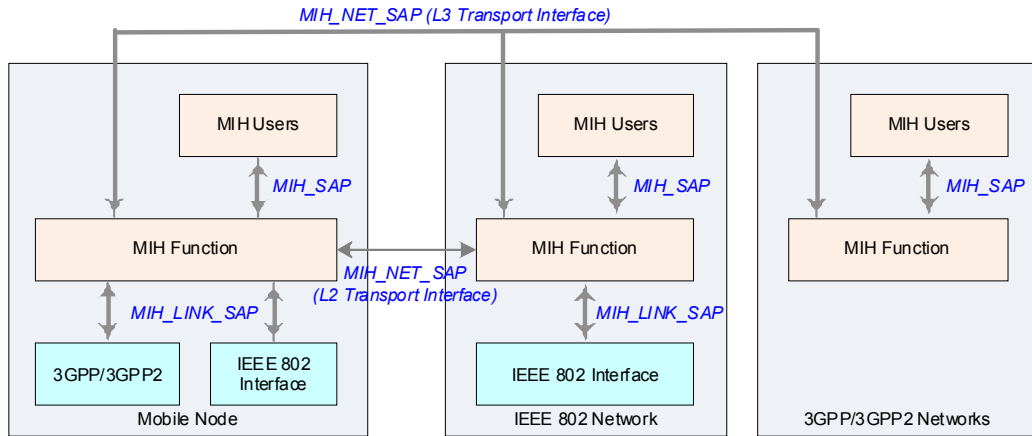 MIH_NET_SAP (L3 Transport Interface)
MIH Users
MIH Users
MIH Users
MIH_SAP
MIH_SAP
MIH_SAP
MIH Function
MIH Function
MIH Function
MIH_NET_SAP
(L2 Transport Interface)
MIH_LINK_SAP
MIH_LINK_SAP
3GPP/3GPP2
IEEE 802
Interface
IEEE 802 Interface
Mobile Node
IEEE 802 Network
3GPP/3GPP2 Networks